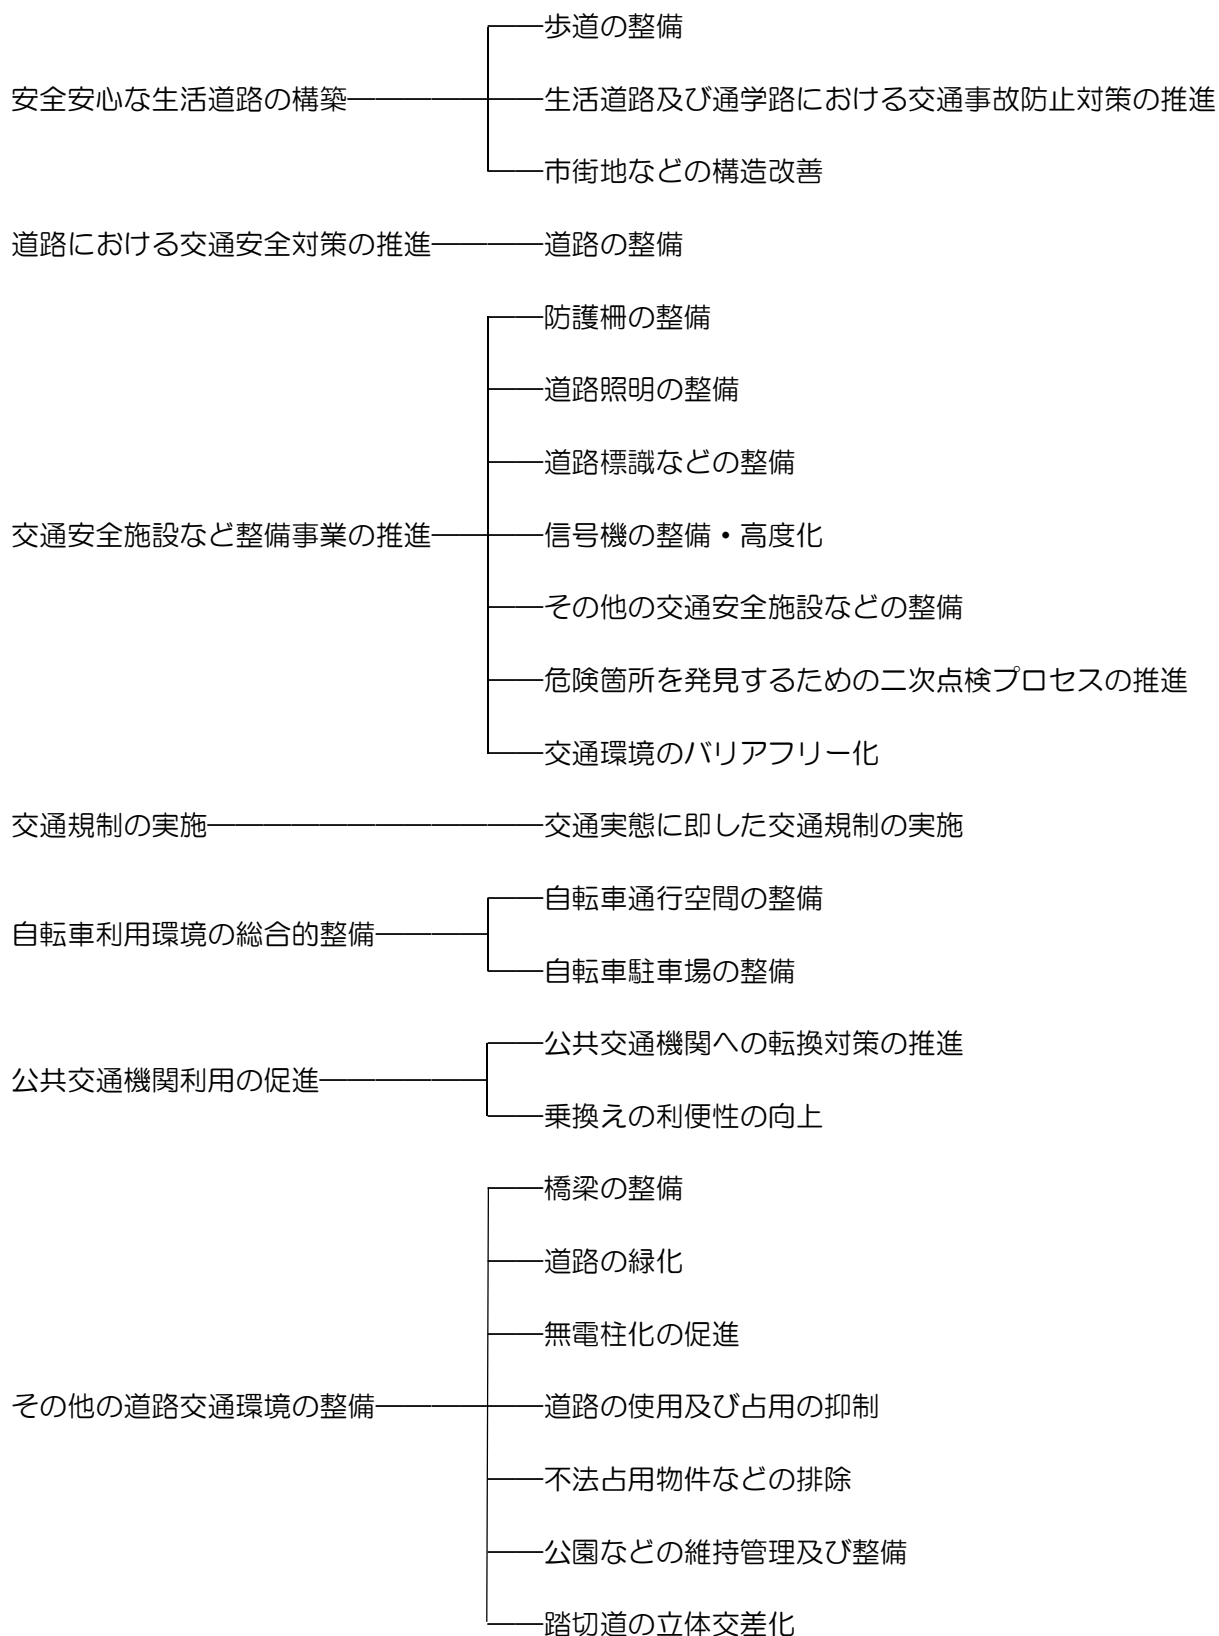 歩道の整備
安全安心な生活道路の構築
生活道路及び通学路における交通事故防止対策の推進
市街地などの構造改善
道路における交通安全対策の推進
道路の整備
防護柵の整備
道路照明の整備
道路標識などの整備
交通安全施設など整備事業の推進
信号機の整備・高度化
その他の交通安全施設などの整備
危険箇所を発見するための二次点検プロセスの推進
交通環境のバリアフリー化
交通規制の実施
交通実態に即した交通規制の実施
自転車通行空間の整備
自転車利用環境の総合的整備
自転車駐車場の整備
公共交通機関への転換対策の推進
公共交通機関利用の促進
乗換えの利便性の向上
橋梁の整備
道路の緑化
無電柱化の促進
その他の道路交通環境の整備
道路の使用及び占用の抑制
不法占用物件などの排除
公園などの維持管理及び整備
踏切道の立体交差化